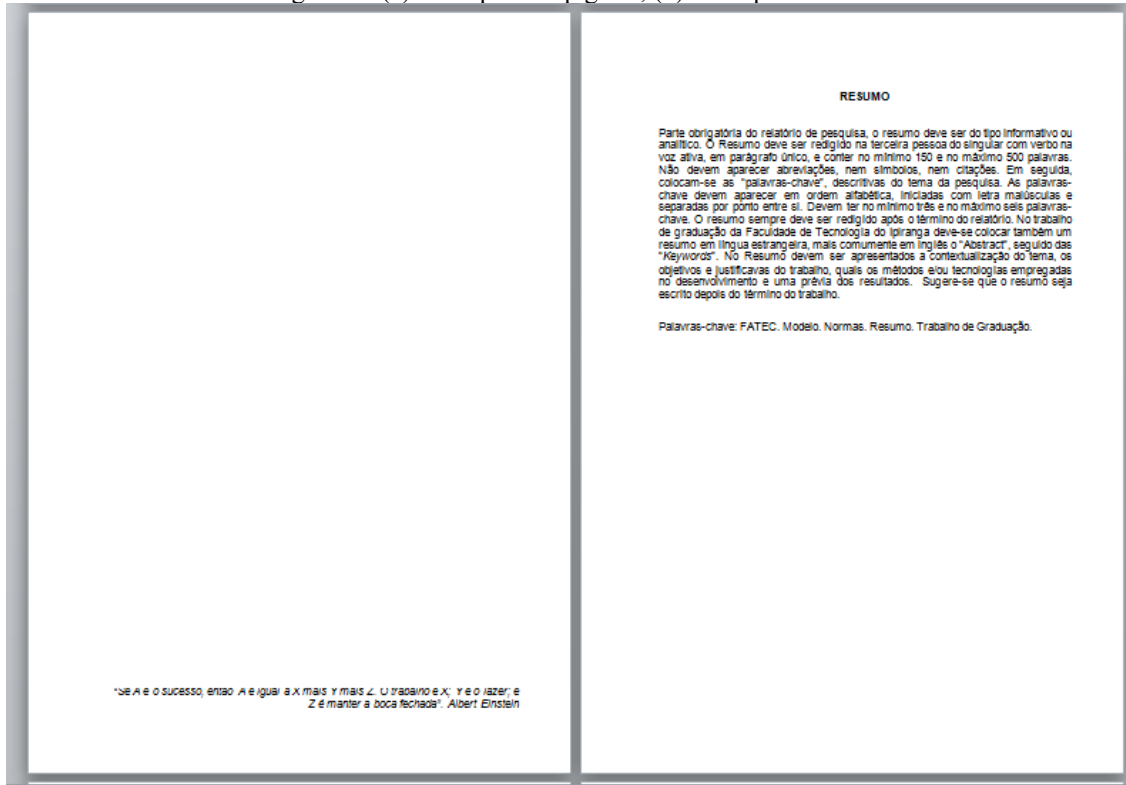 "Se A é o sucesso, então A é igual a X mais Y mais Z. O trabalho é X; Y é o lazer; e
Z é manter a boca fechada". Albert Einstein
RESUMO
Parte obrigatória do relatório de pesquisa, o resumo deve ser do tipo informativo ou
analítico. O Resumo deve ser redigido na terceira pessoa do singular com verbo na
voz ativa, em parágrafo único, e conter no mínimo 150 e no máximo 500 palavras.
Não devem aparecer abreviações, nem símbolos, nem citações. Em seguida,
colocam-se as "palavras-chave", descritivas do tema da pesquisa. As palavras-
chave devem aparecer em ordem alfabética, iniciadas com letra maiúsculas e
separadas por ponto entre si. Devem ter no mínimo três e no máximo seis palavras-
chave. O resumo sempre deve ser redigido após o término do relatório. No trabalho
de graduação da Faculdade de Tecnologia do Ipiranga deve-se colocar também um
resumo em língua estrangeira, mais comumente em inglês o "Abstract", seguido das
"Keywords". No Resumo devem ser apresentados a contextualização do tema, os
objetivos e justificavas do trabalho, quais os métodos e/ou tecnologias empregadas
no desenvolvimento e uma prévia dos resultados. Sugere-se que o resumo seja
escrito depois do término do trabalho.
Palavras-chave: FATEC. Modelo. Normas. Resumo. Trabalho de Graduação.